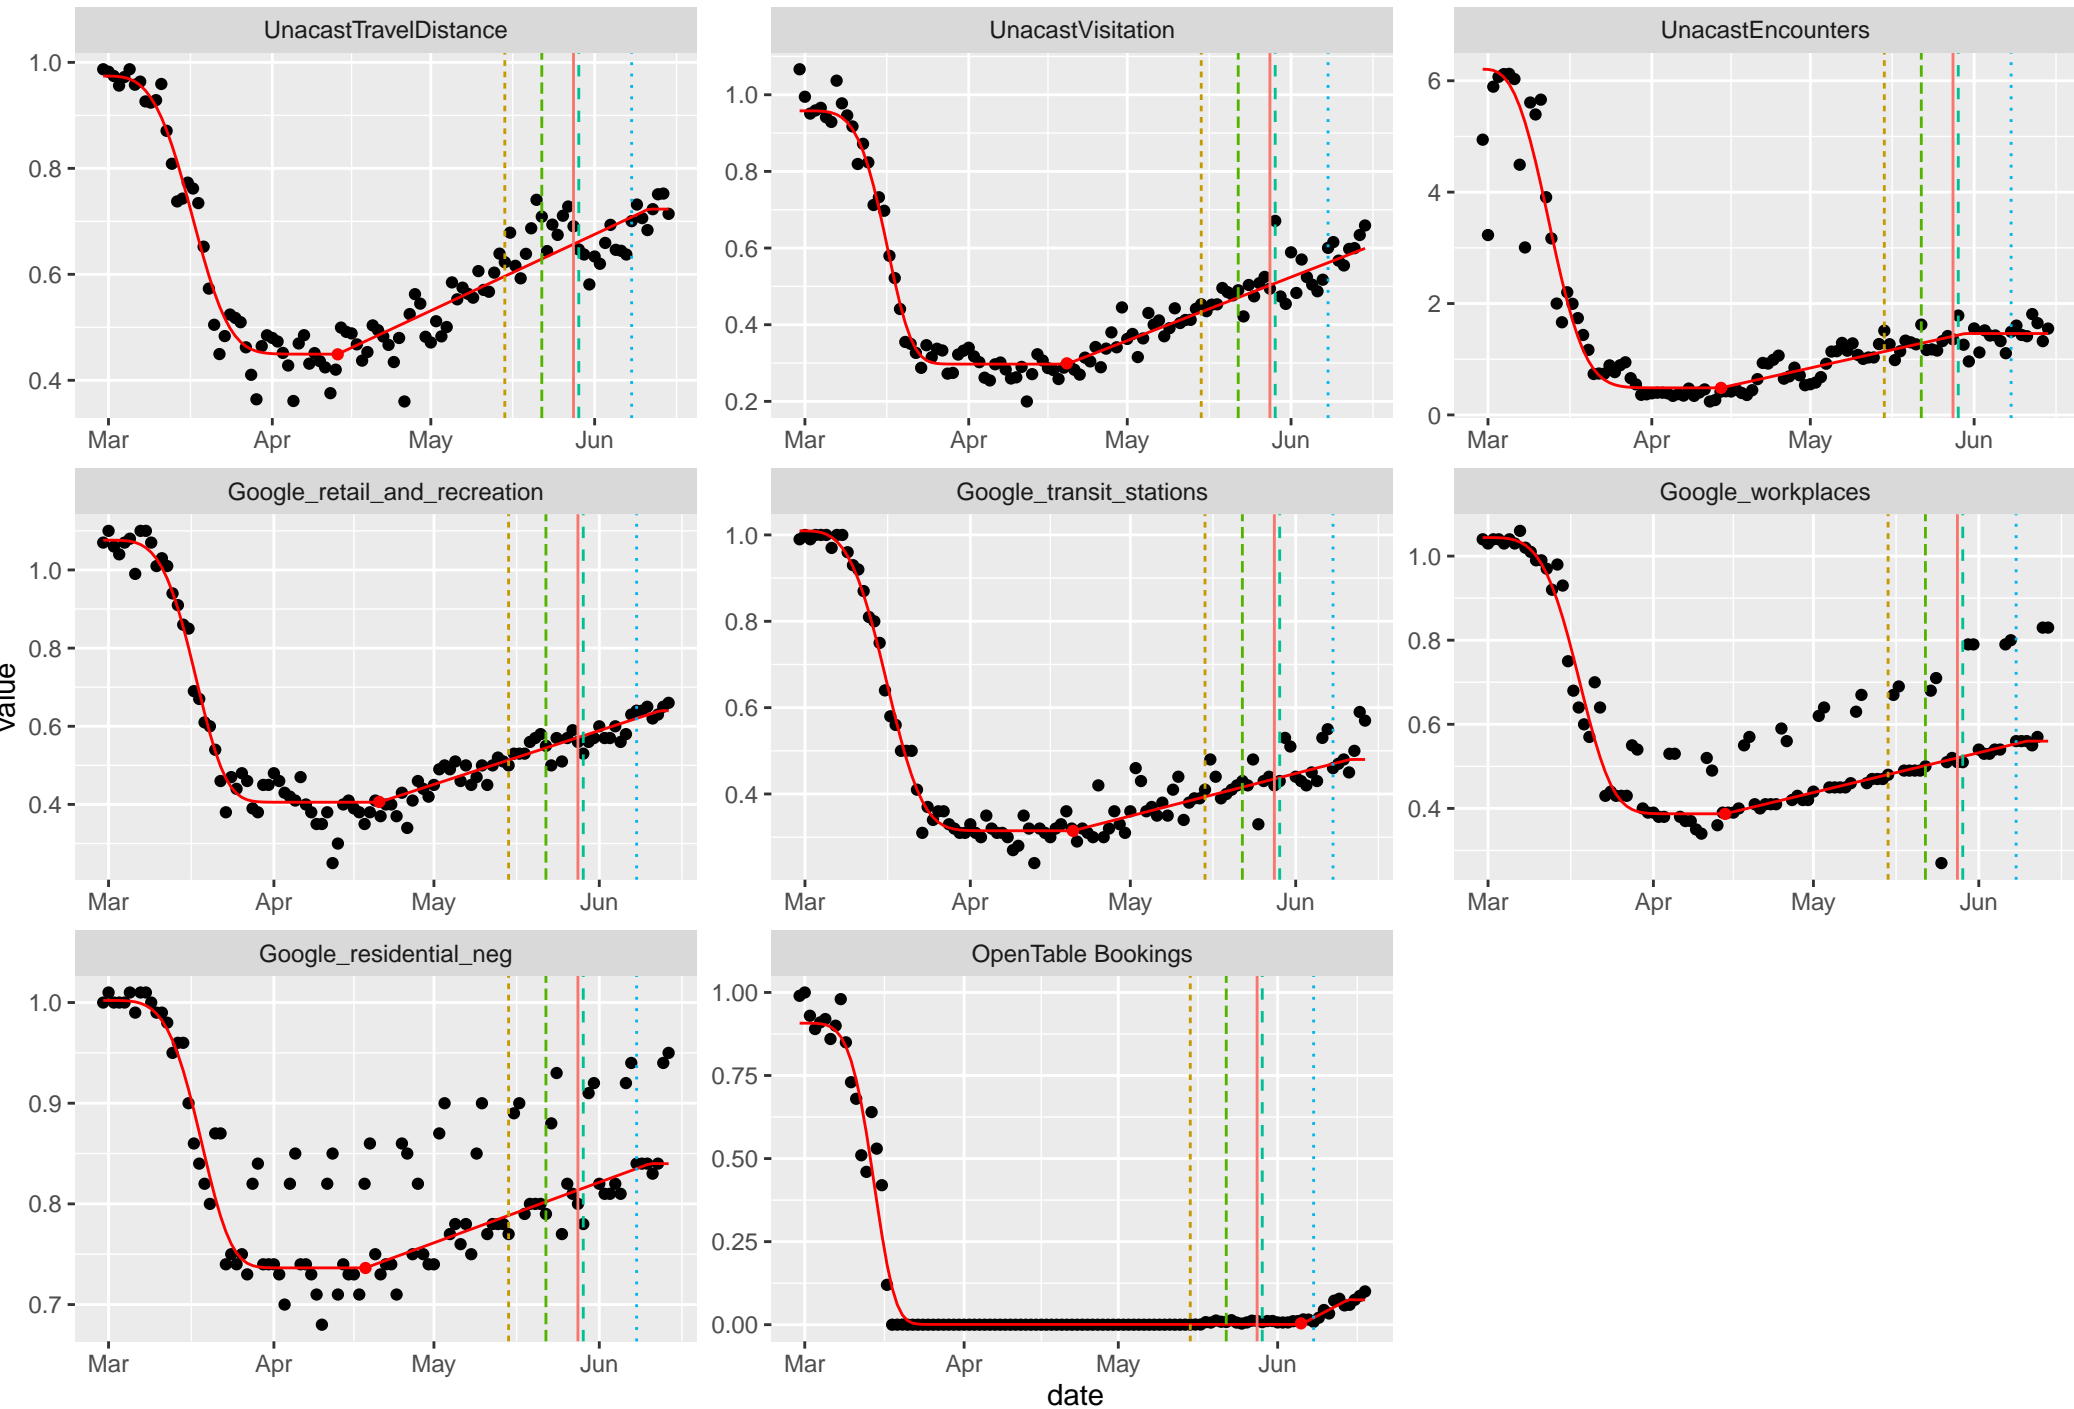 UnacastTravelDistance UnacastVisitation UnacastEncounters
1.0
0.8
0.6
0.4
Mar Apr May Jun
1.0
0.8
0.6
0.4
0.2
Mar Apr May Jun
6
4
2
0
Mar Apr May Jun
Google_retail_and_recreation Google_transit_stations Google_workplaces
value
1.0
0.8
0.6
0.4
Mar Apr May Jun
1.0
0.8
0.6
0.4
Mar Apr May Jun
1.0
0.8
0.6
0.4
Mar Apr May Jun
Google_residential_neg OpenTable Bookings
1.0
0.9
0.8
0.7
Mar Apr May Jun
1.00
0.75
0.50
0.25
0.00
Mar Apr May Jun
date